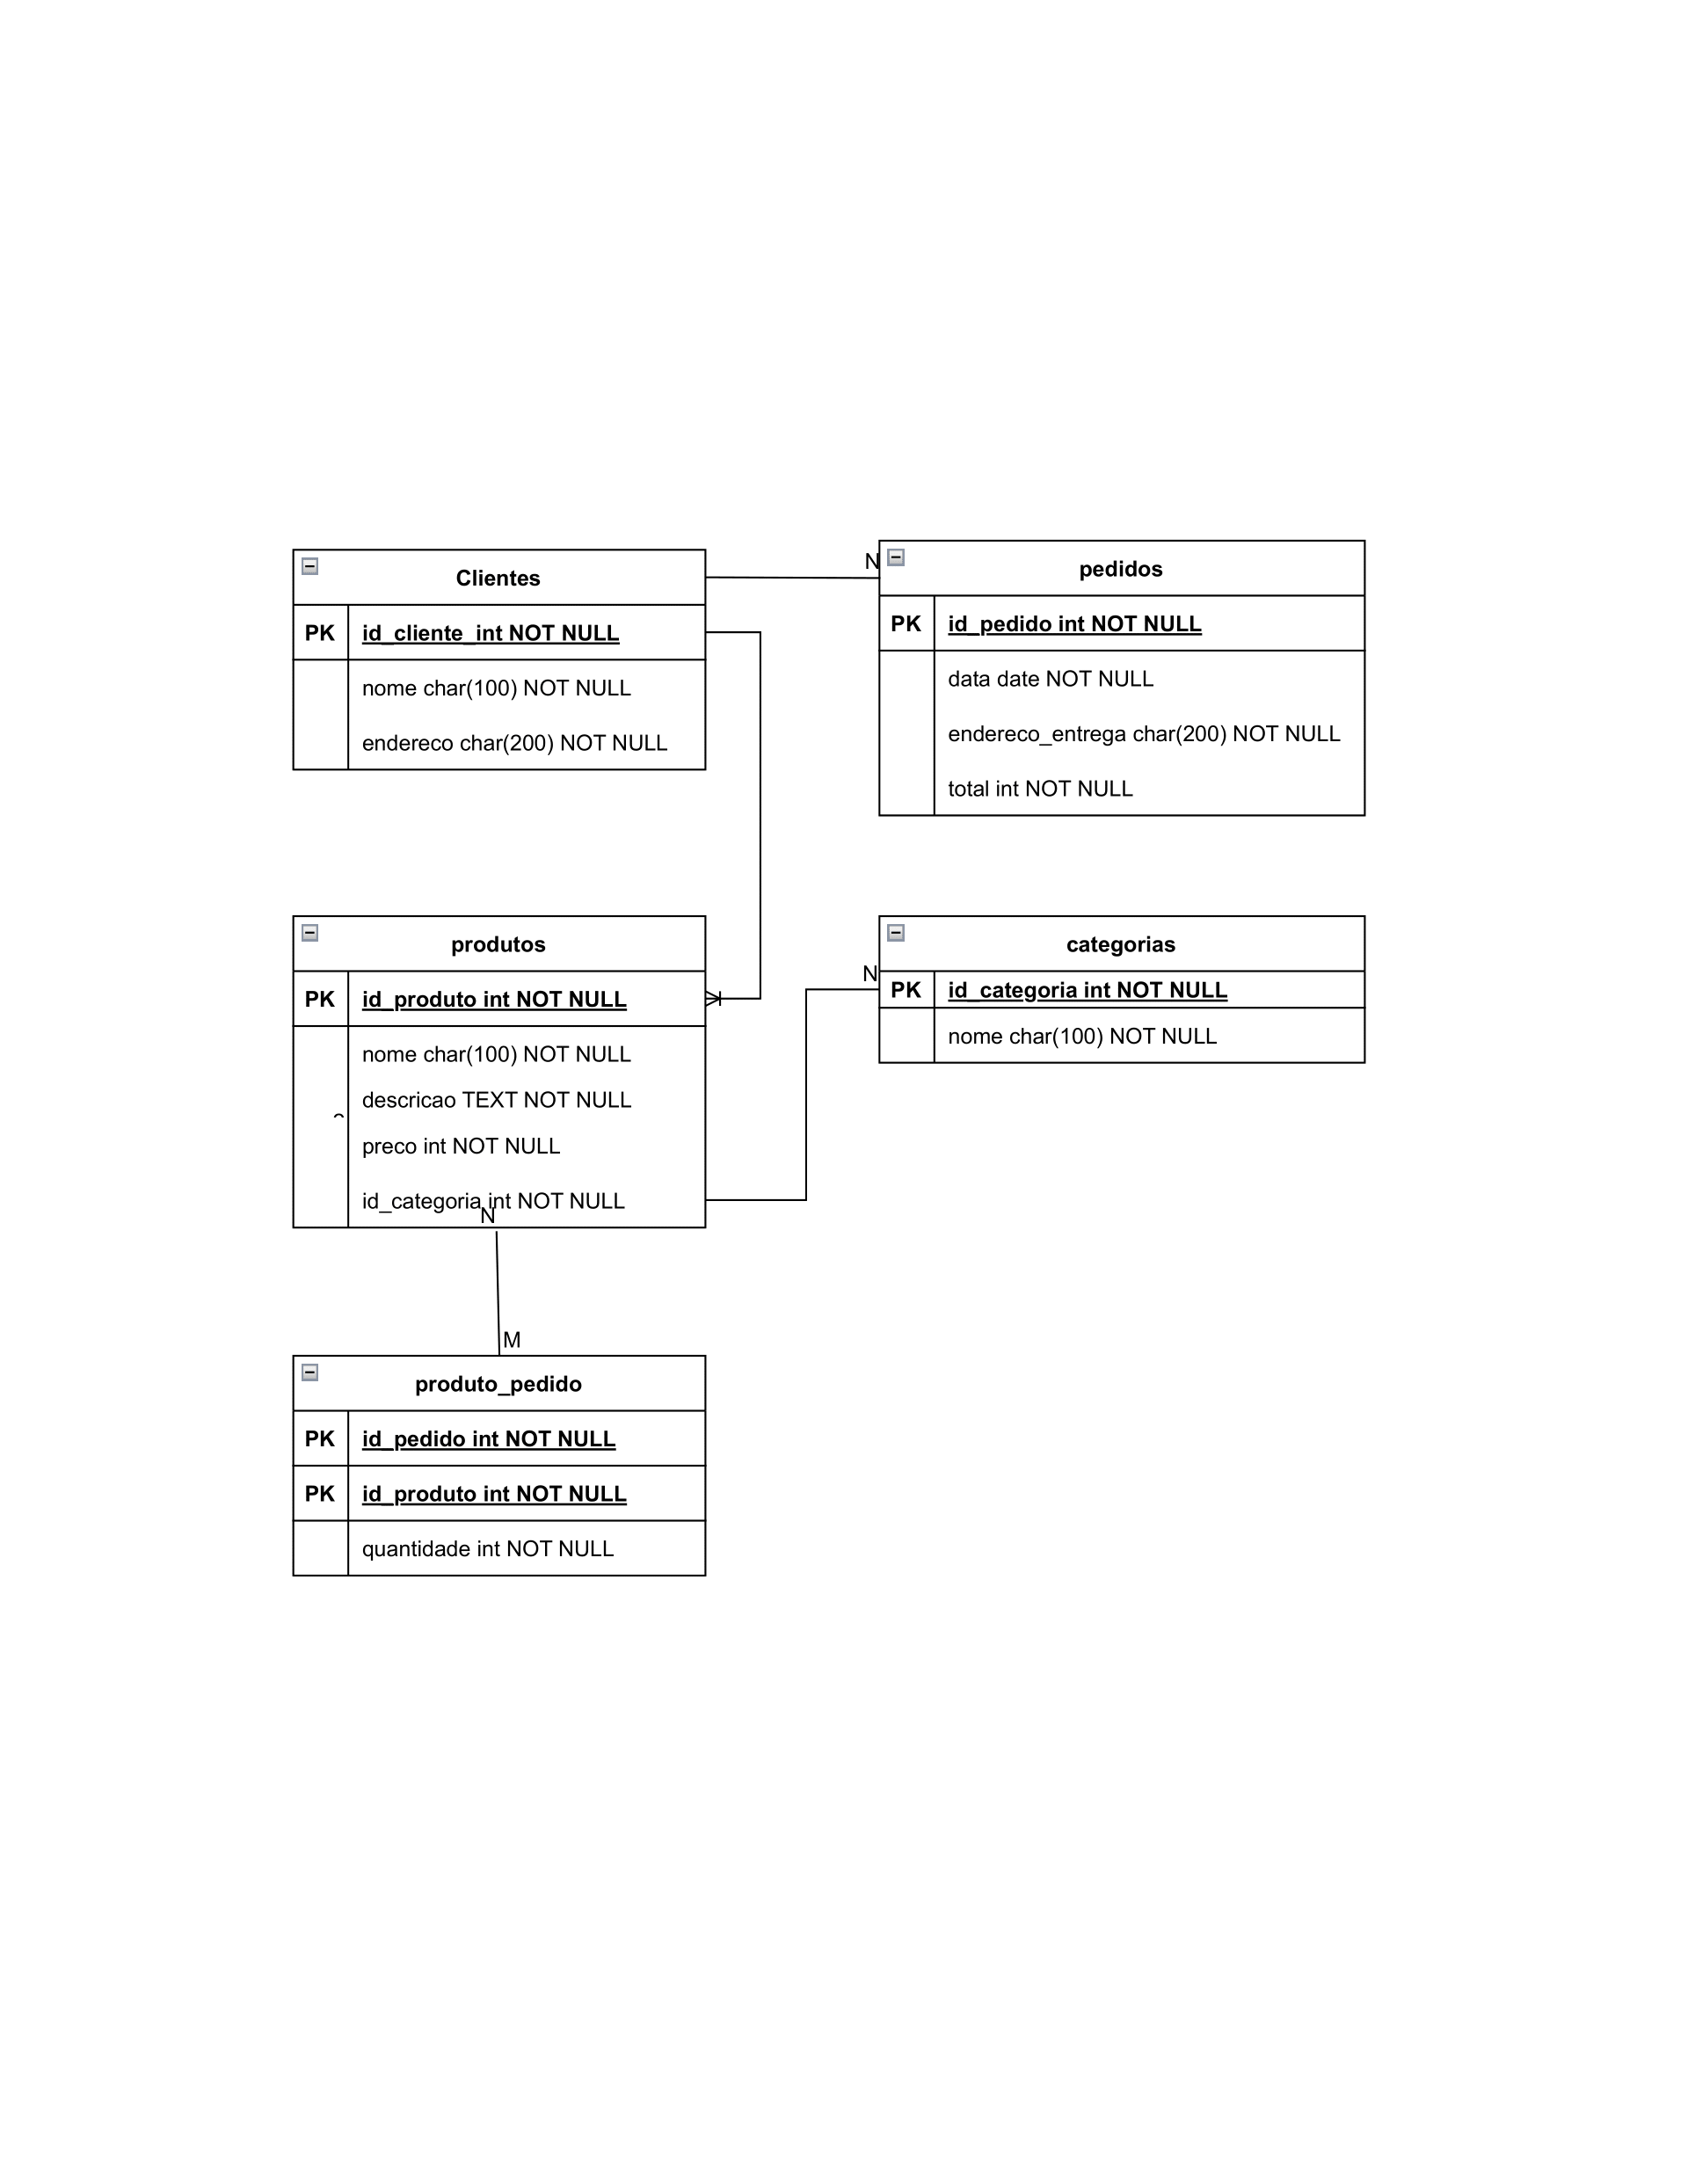 Clientes
PK id_cliente_int NOT NULL
nome char(100) NOT NULL
endereco char(200) NOT NULL
N
pedidos
PK id_pedido int NOT NULL
data date NOT NULL
endereco_entrega char(200) NOT NULL
total int NOT NULL
produtos
PK id_produto int NOT NULL
nome char(100) NOT NULL
descricao TEXT NOT NULL
preco int NOT NULL
id_categoria int NOT NULL
N
categorias
N
PK id_categoria int NOT NULL
nome char(100) NOT NULL
M
produto_pedido
PK id_pedido int NOT NULL
PK id_produto int NOT NULL
quantidade int NOT NULL